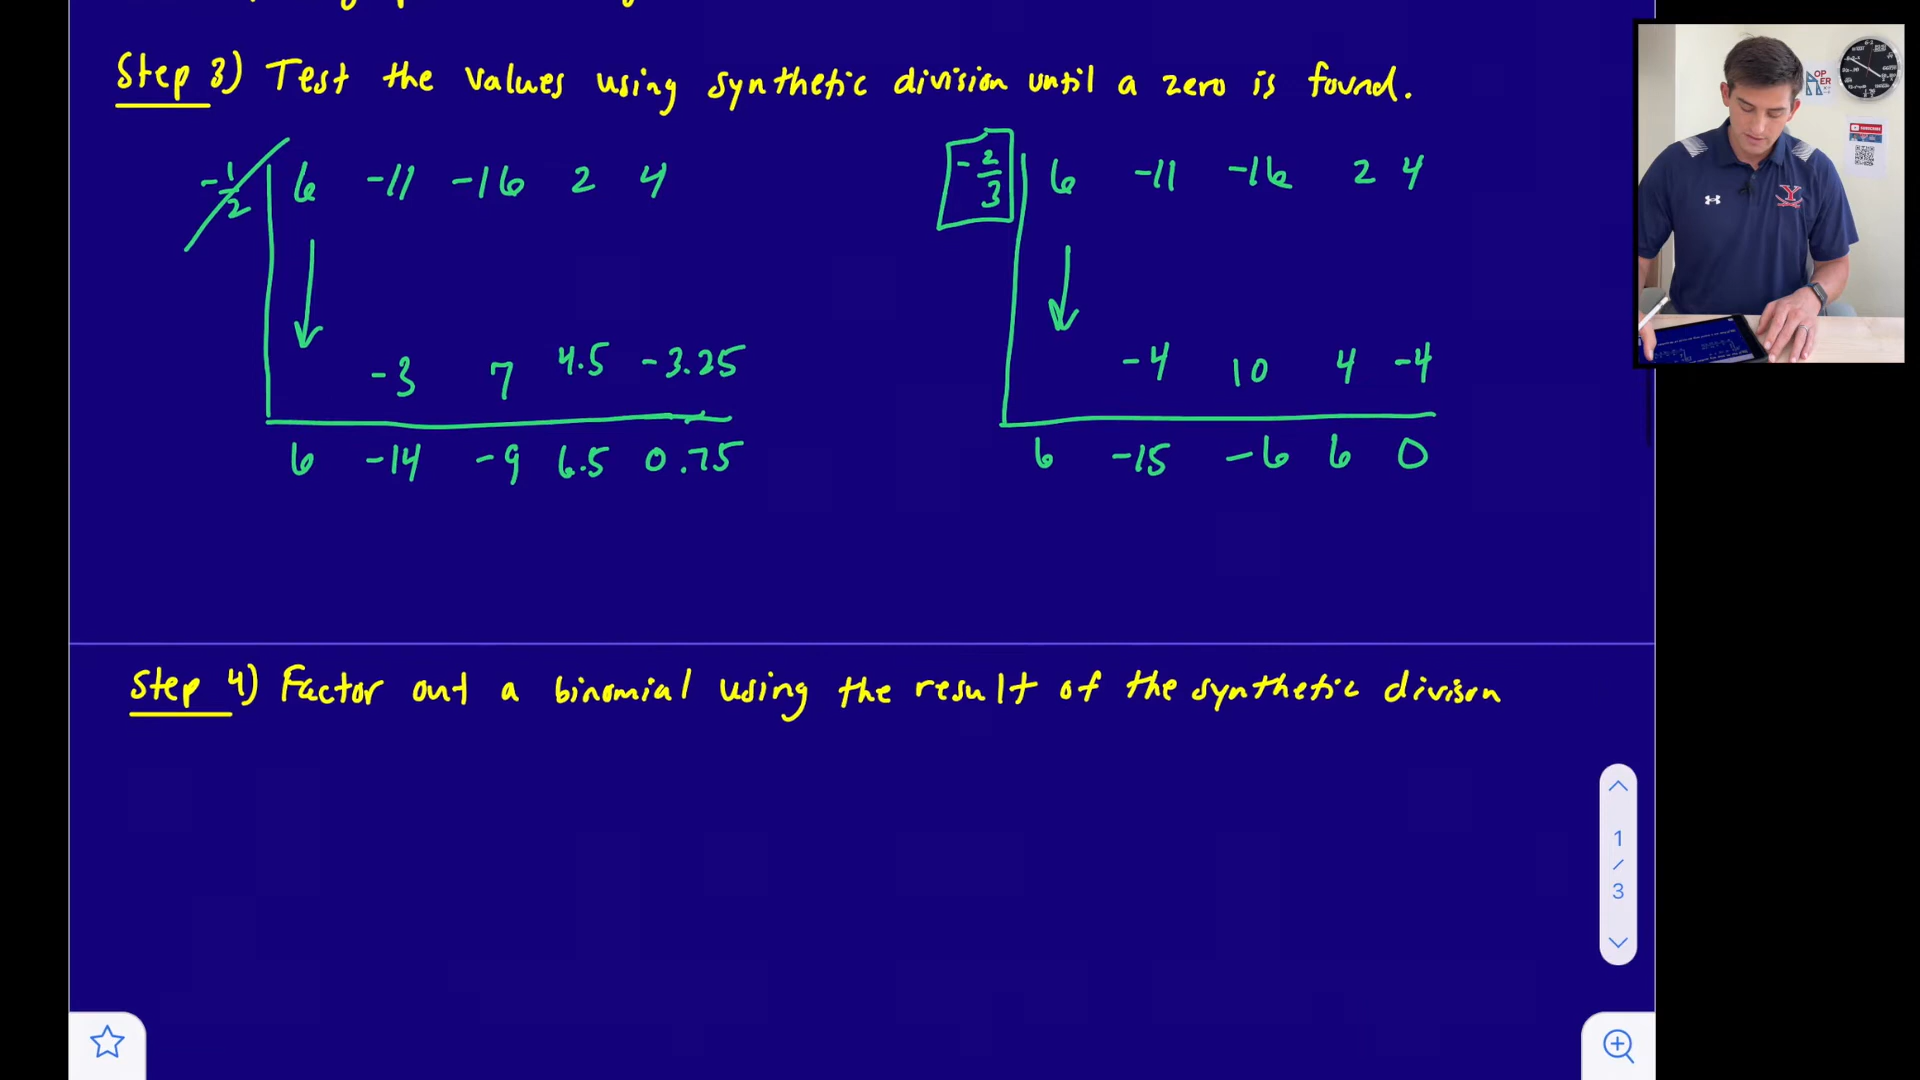 Step 3) Test the values using synthetic division until a zero is found.
-1/2 6 -11 -16 2 4
-3 7 4.5 -3.25
6 -14 -9 6.5 0.75
-2/3 6 -11 -16 2 4
-4 10 4 -4
6 -15 -6 6 0
Step 4) Factor out a binomial using the result of the synthetic divison
1
/
3
OP
ER
SUBSCRIBE
Y